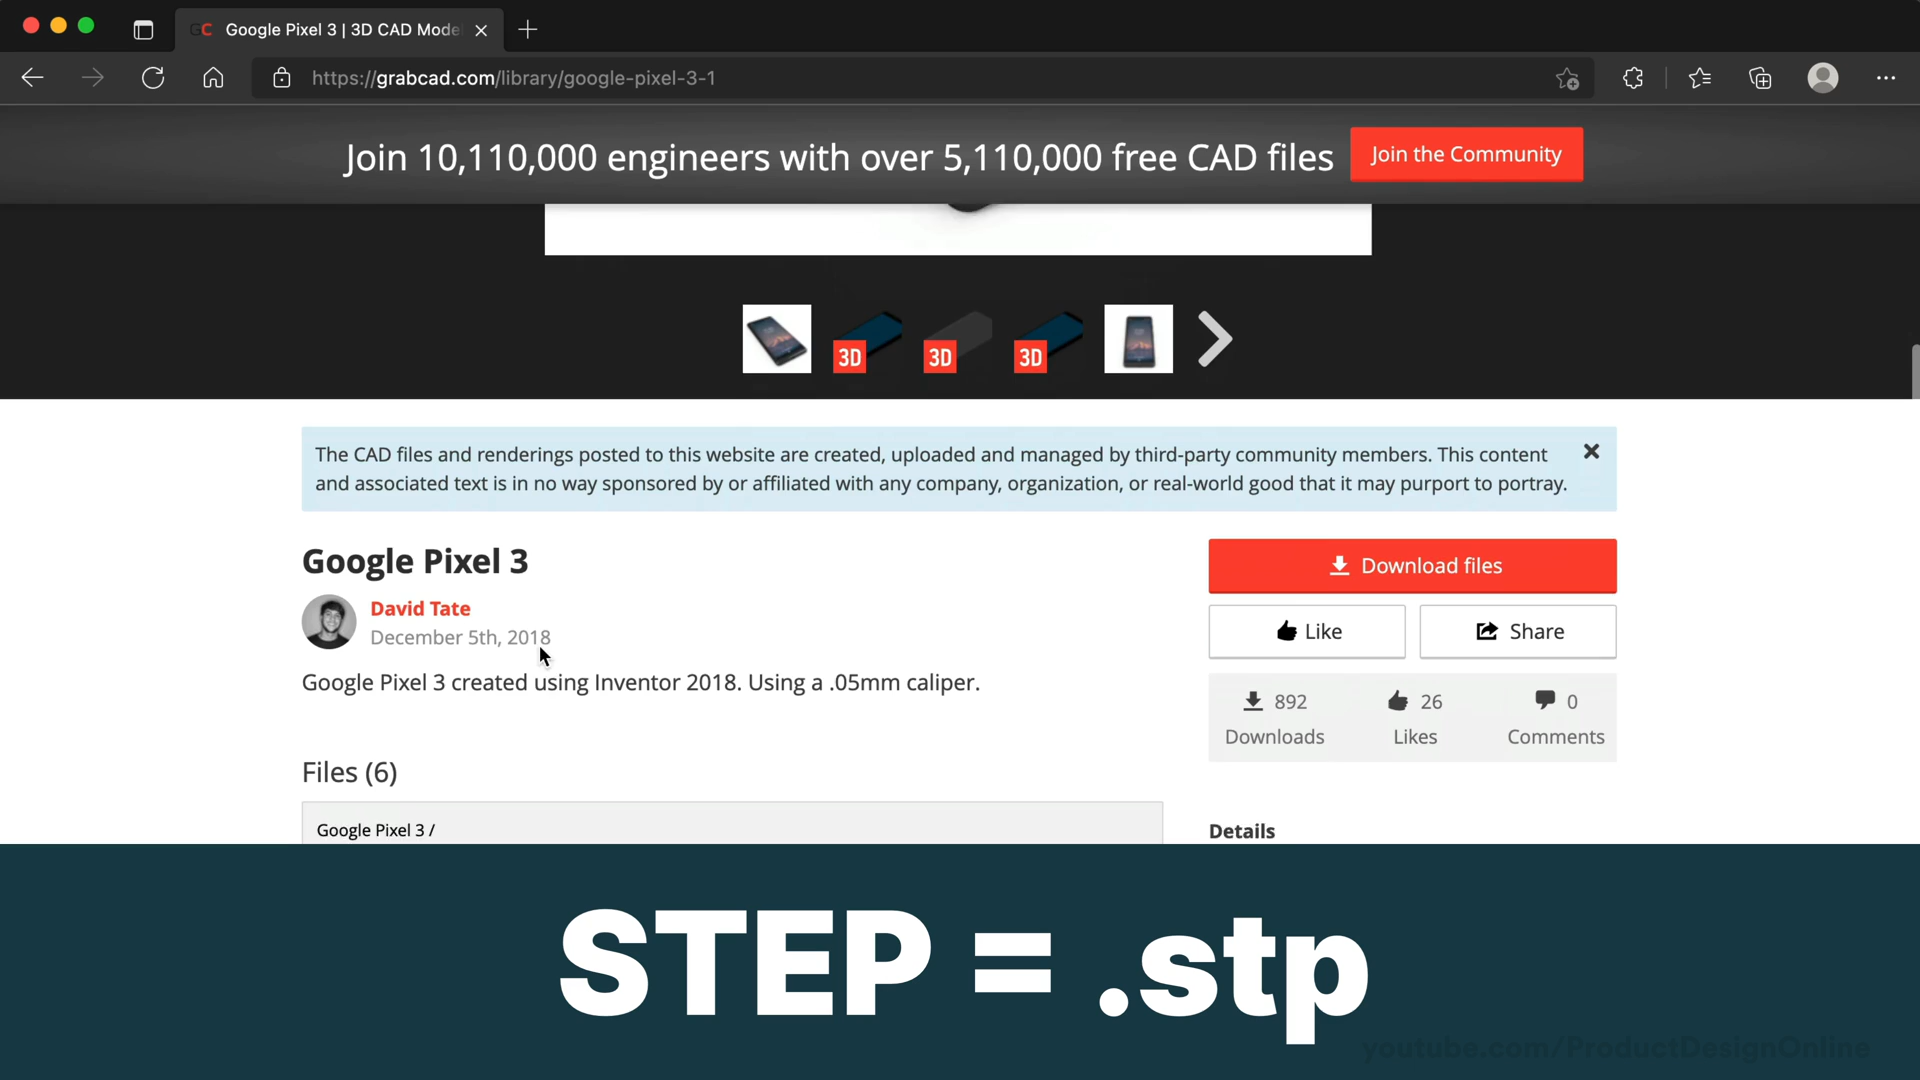 Google Pixel 3 | 3D CAD Mode
https://grabcad.com/library/google-pixel-3-1
Join 10,110,000 engineers with over 5,110,000 free CAD files
Join the Community
3D
3D
3D
The CAD files and renderings posted to this website are created, uploaded and managed by third-party community members. This content
and associated text is in no way sponsored by or affiliated with any company, organization, or real-world good that it may purport to portray.
Google Pixel 3
David Tate
December 5th, 2018
Google Pixel 3 created using Inventor 2018. Using a .05mm caliper.
Files (6)
Google Pixel 3 /
Download files
Like
Share
892
Downloads
26
Likes
0
Comments
Details
STEP = .stp
youtube.com/ProductDesignOnline